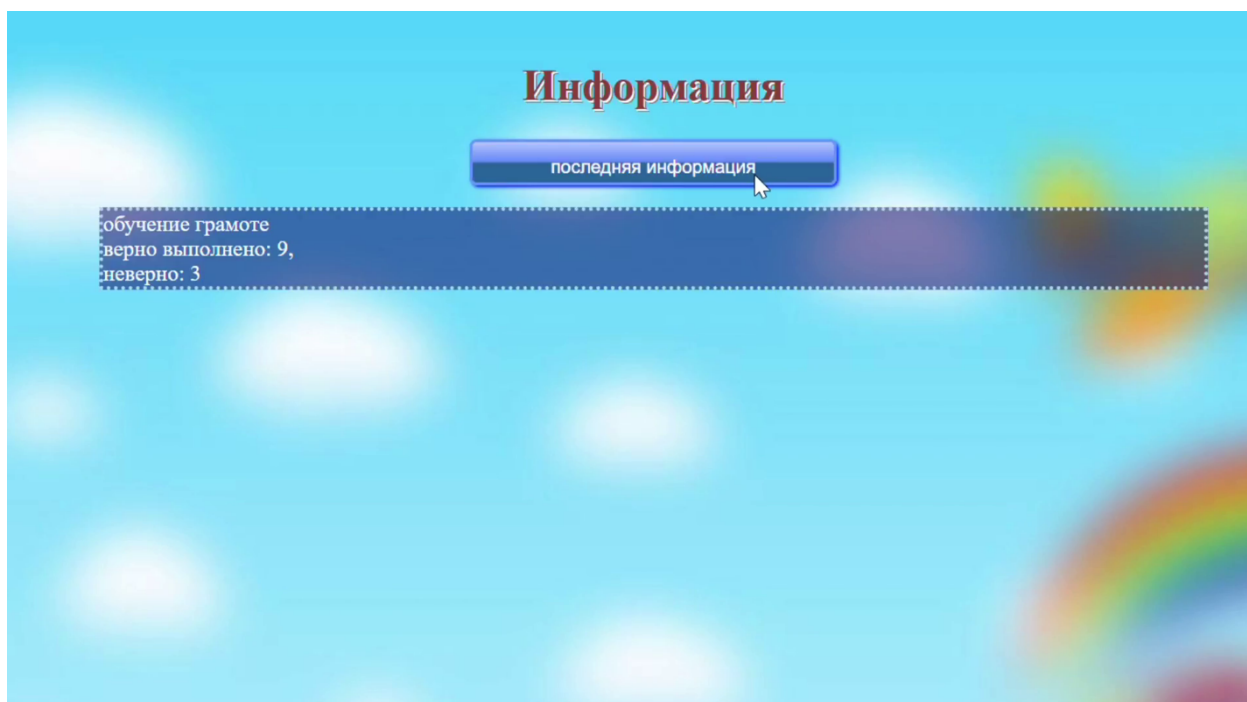 Информация
последняя информация
обучение грамоте
верно выполнено: 9,
неверно: 3